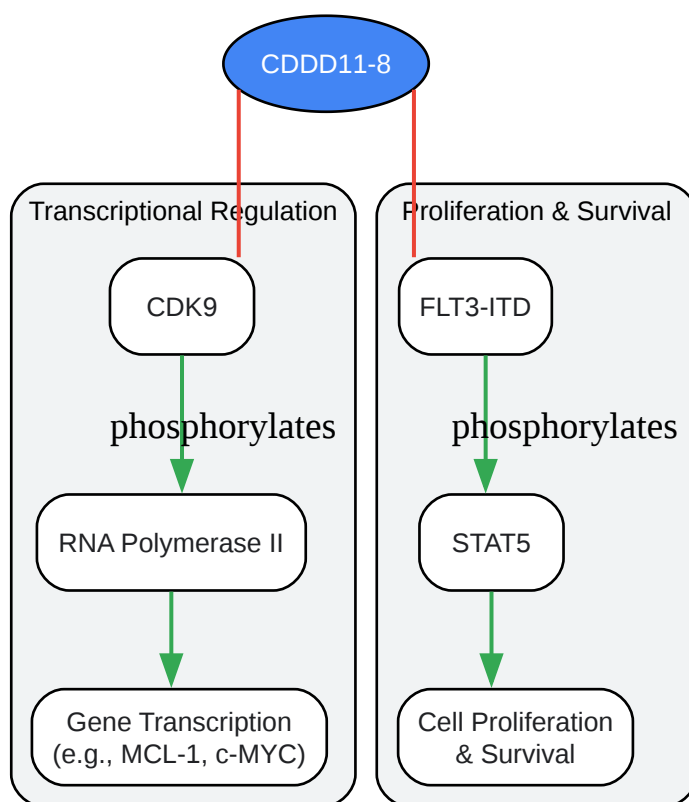 CDDD11-8
Transcriptional Regulation
CDK9
phosphorylates
RNA Polymerase II
Gene Transcription
(e.g., MCL-1, c-MYC)
Proliferation & Survival
FLT3-ITD
phosphorylates
STAT5
Cell Proliferation
& Survival